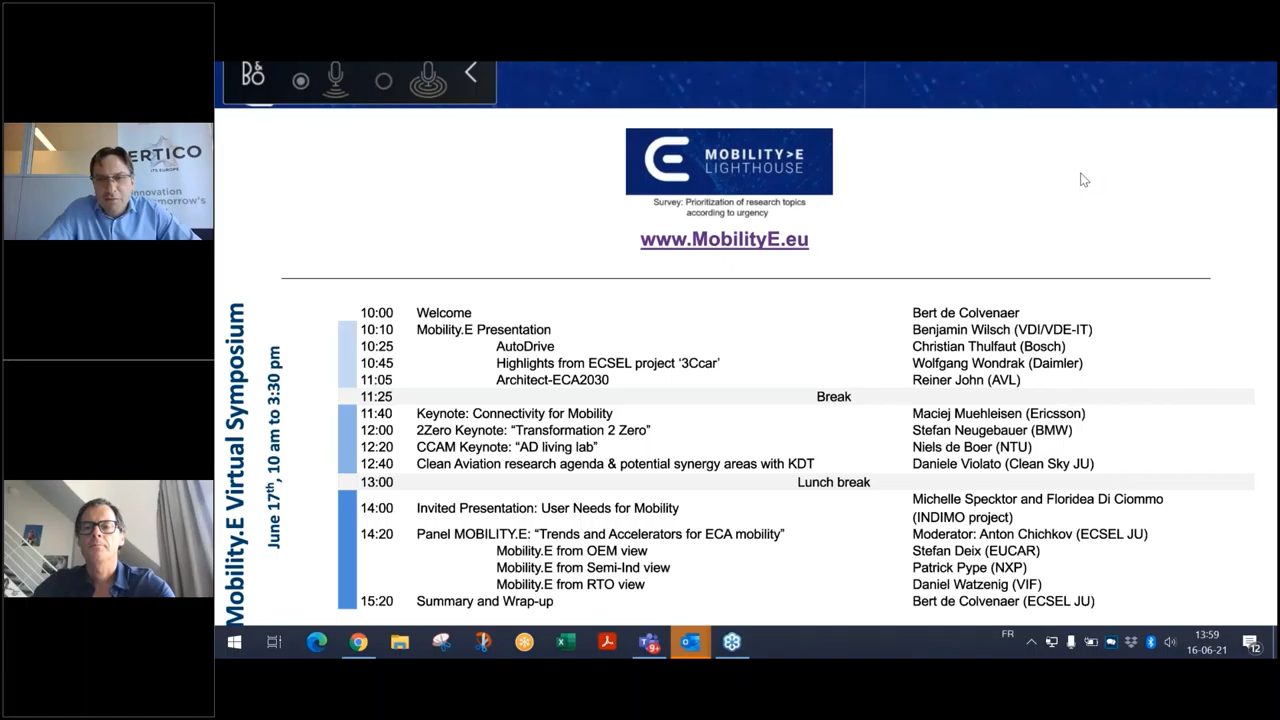 ERTICO
ITS EUROPE
Innovation
B&
BO
MOBILITY>E
LIGHTHOUSE
Survey: Prioritization of research topics
according to urgency
www.MobilityE.eu
Mobility.E Virtual Symposium
June 17th, 10 am to 3:30 pm
10:00 Welcome Bert de Colvenaer
10:10 Mobility.E Presentation Benjamin Wilsch (VDI/VDE-IT)
10:25 AutoDrive Christian Thulfaut (Bosch)
10:45 Highlights from ECSEL project ‘3Ccar’ Wolfgang Wondrak (Daimler)
11:05 Architect-ECA2030 Reiner John (AVL)
11:25 Break
11:40 Keynote: Connectivity for Mobility Maciej Muehleisen (Ericsson)
12:00 2Zero Keynote: “Transformation 2 Zero” Stefan Neugebauer (BMW)
12:20 CCAM Keynote: “AD living lab” Niels de Boer (NTU)
12:40 Clean Aviation research agenda & potential synergy areas with KDT Daniele Violato (Clean Sky JU)
13:00 Lunch break
14:00 Invited Presentation: User Needs for Mobility Michelle Specktor and Floridea Di Ciommo
(INDIMO project)
14:20 Panel MOBILITY.E: “Trends and Accelerators for ECA mobility” Moderator: Anton Chichkov (ECSEL JU)
Mobility.E from OEM view Stefan Deix (EUCAR)
Mobility.E from Semi-Ind view Patrick Pype (NXP)
Mobility.E from RTO view Daniel Watzenig (VIF)
15:20 Summary and Wrap-up Bert de Colvenaer (ECSEL JU)
9+
FR
13:59
16-06-21
12